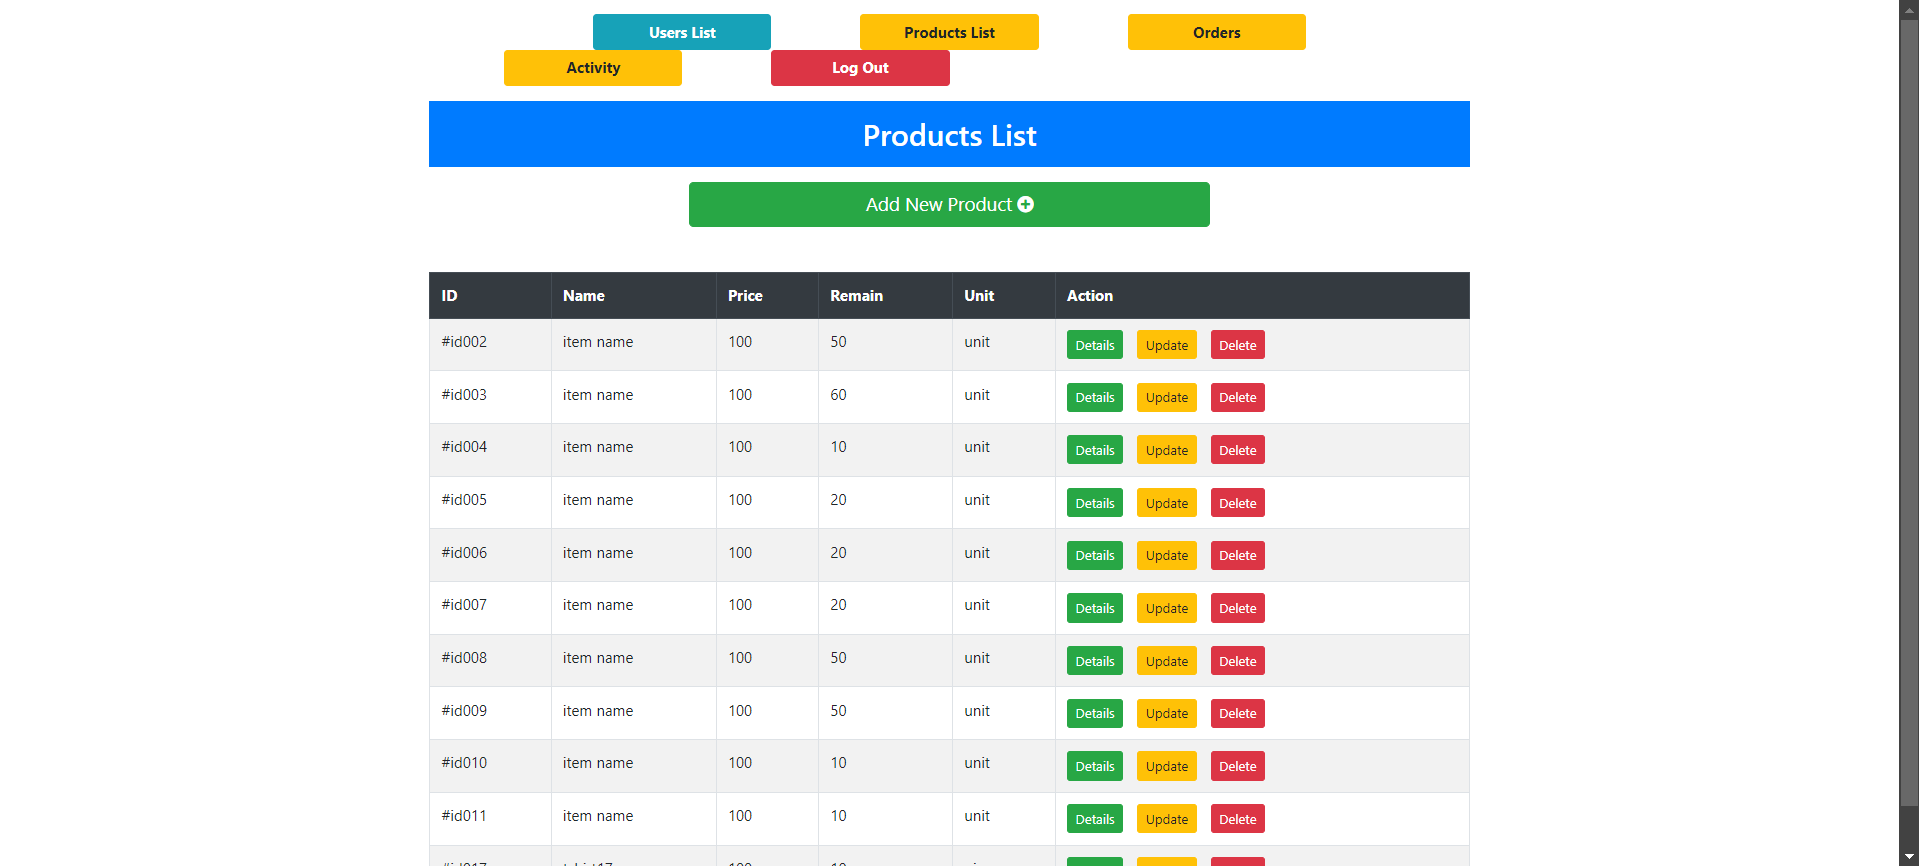 Users List Products List Orders
Activity Log Out
Products List
Add New Product
ID Name Price Remain Unit Action
#id002 item name 100 50 unit Details Update Delete
#id003 item name 100 60 unit Details Update Delete
#id004 item name 100 10 unit Details Update Delete
#id005 item name 100 20 unit Details Update Delete
#id006 item name 100 20 unit Details Update Delete
#id007 item name 100 20 unit Details Update Delete
#id008 item name 100 50 unit Details Update Delete
#id009 item name 100 50 unit Details Update Delete
#id010 item name 100 10 unit Details Update Delete
#id011 item name 100 10 unit Details Update Delete